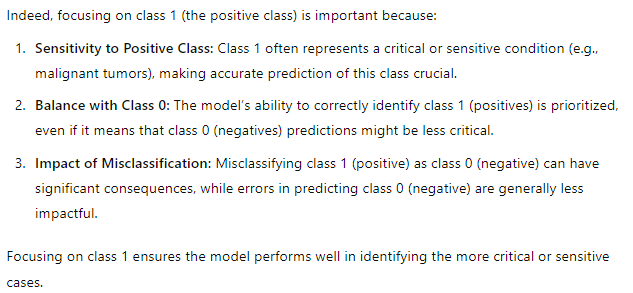 Indeed, focusing on class 1 (the positive class) is important because:
1. Sensitivity to Positive Class: Class 1 often represents a critical or sensitive condition (e.g.,
malignant tumors), making accurate prediction of this class crucial.
2. Balance with Class 0: The model's ability to correctly identify class 1 (positives) is prioritized,
even if it means that class 0 (negatives) predictions might be less critical.
3. Impact of Misclassification: Misclassifying class 1 (positive) as class 0 (negative) can have
significant consequences, while errors in predicting class 0 (negative) are generally less
impactful.
Focusing on class 1 ensures the model performs well in identifying the more critical or sensitive
cases.